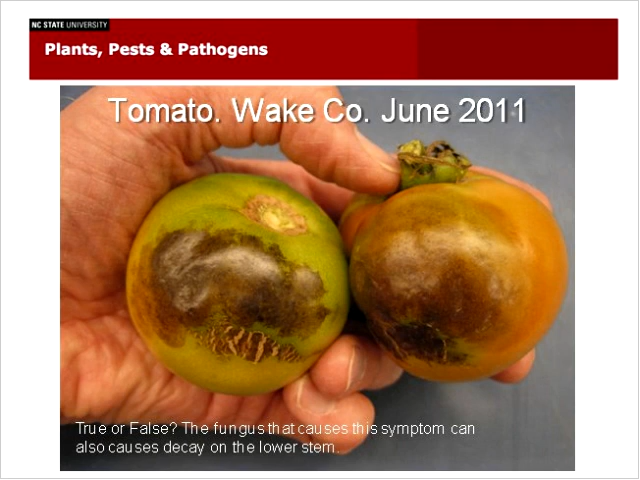 NC STATE UNIVERSITY
Plants, Pests & Pathogens
Tomato. Wake Co. June 2011
True or False? The fungus that causes this symptom can
also causes decay on the lower stem.